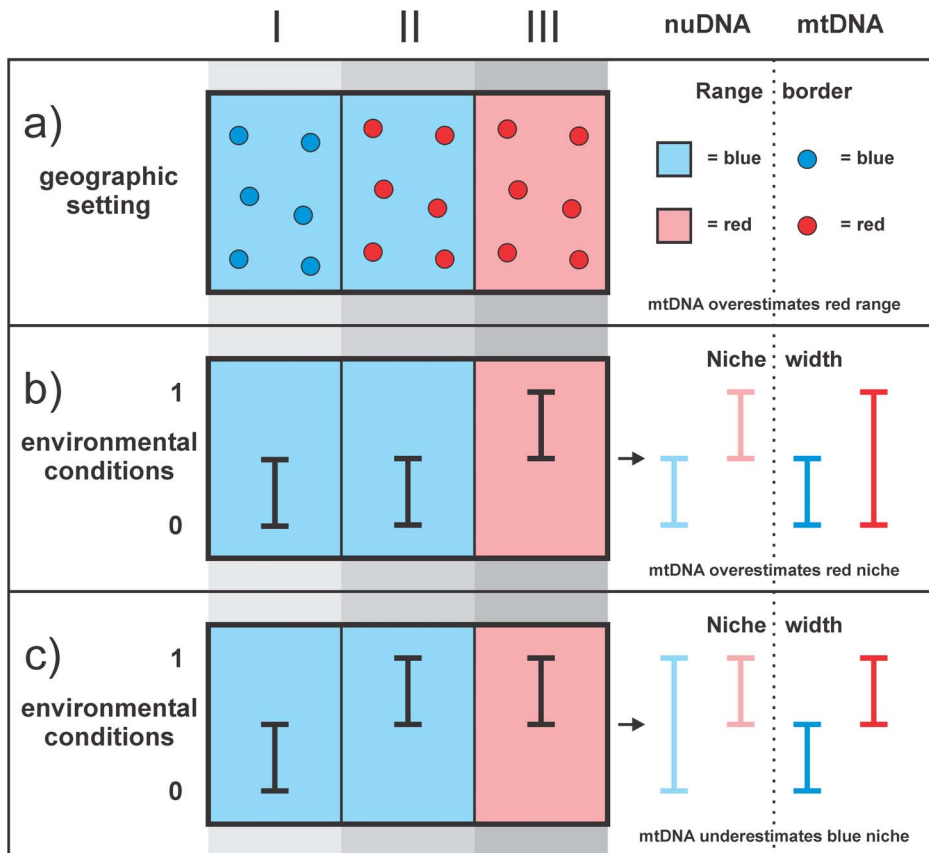 I II III nuDNA mtDNA
a)
geographic
setting
Range border
= blue = blue
= red = red
mtDNA overestimates red range
b)
1
environmental
conditions
0
Niche width
mtDNA overestimates red niche
c)
1
environmental
conditions
0
Niche width
mtDNA underestimates blue niche